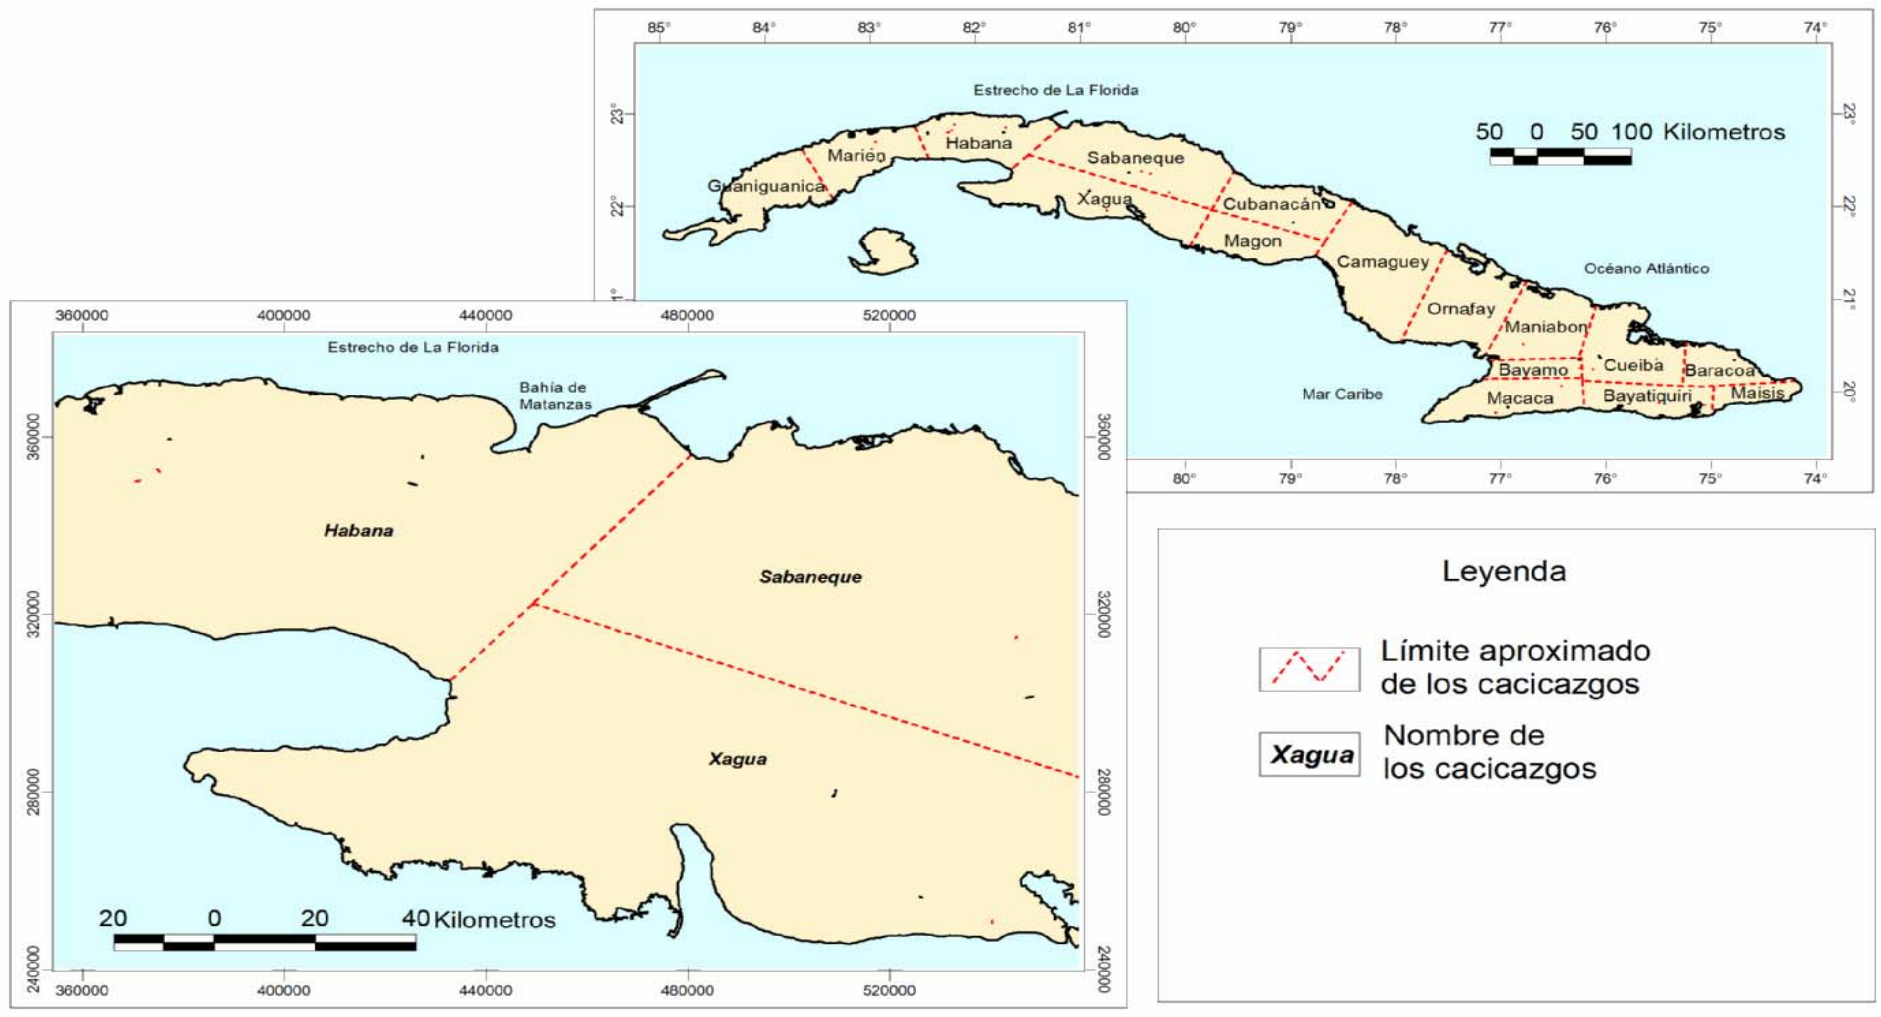 85° 84° 83° 82° 81° 80° 79° 78° 77° 76° 75° 74°
Estrecho de La Florida
23° 23°
50 0 50 100 Kilometros
Habana
Marien
Sabaneque
Guaniguanica
Xagua
Cubanacán
22° 22°
Magon
Camaguey
Océano Atlántico
1° 21°
Ornafay
Maniabon
Cueiba
Bayamo
Baracoa
Mar Caribe
Macaca
Bayatiquiri
Maisis
20°
80° 79° 78° 77° 76° 75° 74°
360000 400000 440000 480000 520000
Estrecho de La Florida
Bahía de
Matanzas
360000 360000
Habana
Sabaneque
320000 320000
Xagua
280000 280000
20 0 20 40 Kilometros
240000 240000
360000 400000 440000 480000 520000
Leyenda
Límite aproximado
de los cacicazgos
Xagua
Nombre de
los cacicazgos